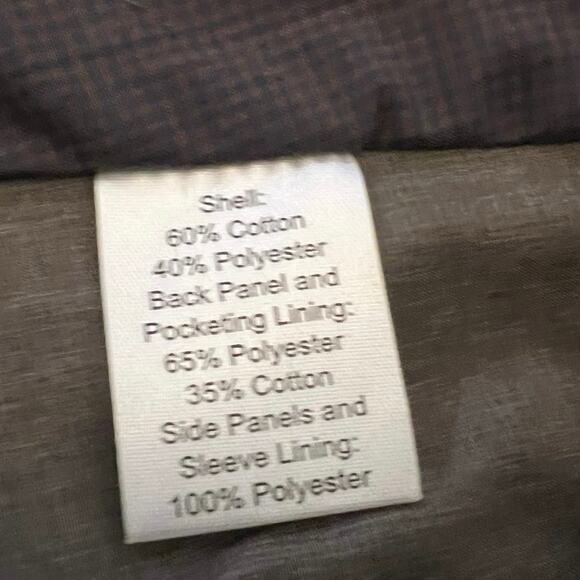 Shell:
60% Cotton
40% Polyester
Back Panel and
Pocketing Lining:
65% Polyester
35% Cotton
Side Panels and
Sleeve Lining:
100% Polyester